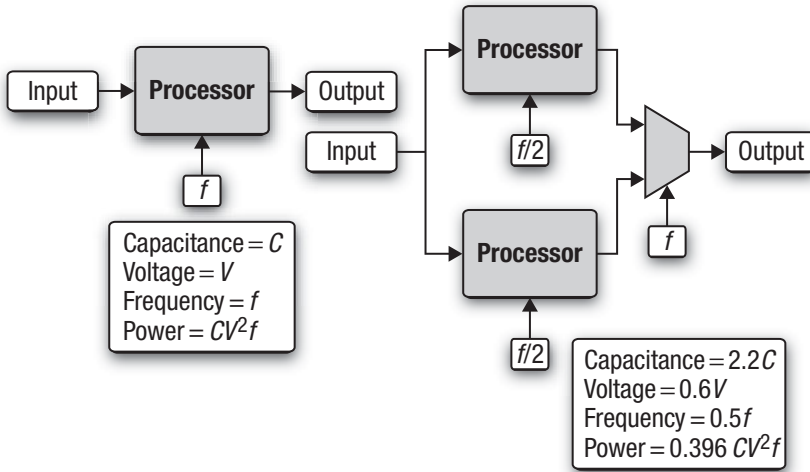 Input
Processor
Output
f
Capacitance = C
Voltage = V
Frequency = f
Power = CV²f
Input
Processor
f/2
Processor
f/2
f
Output
Capacitance = 2.2C
Voltage = 0.6V
Frequency = 0.5f
Power = 0.396 CV²f